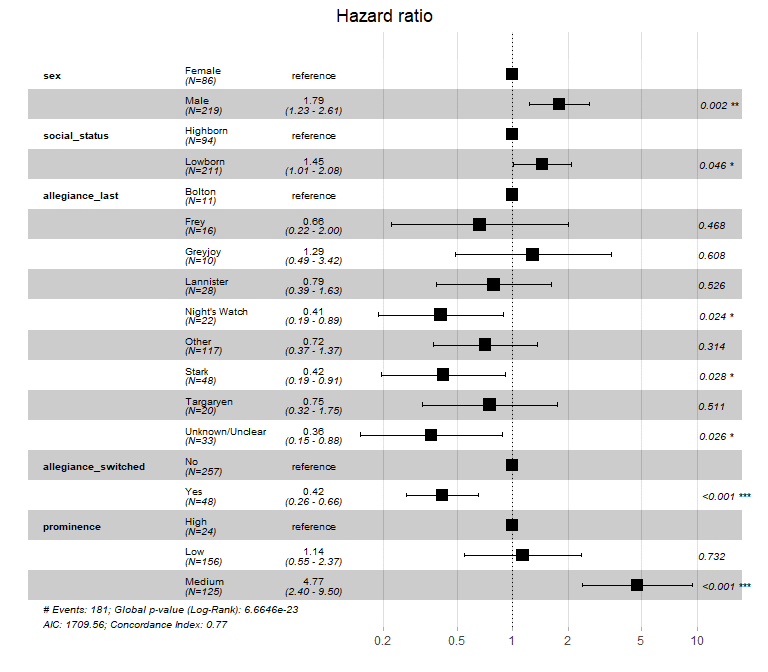 Hazard ratio
sex Female reference
(N=86)
Male 1.79 0.002 **
(N=219) (1.23 - 2.61)
social_status Highborn reference
(N=94)
Lowborn 1.45 0.046 *
(N=211) (1.01 - 2.08)
allegiance_last Bolton reference
(N=11)
Frey 0.66 0.468
(N=16) (0.22 - 2.00)
Greyjoy 1.29 0.608
(N=10) (0.49 - 3.42)
Lannister 0.79 0.526
(N=28) (0.39 - 1.63)
Night's Watch 0.41 0.024 *
(N=22) (0.19 - 0.89)
Other 0.72 0.314
(N=117) (0.37 - 1.37)
Stark 0.42 0.028 *
(N=48) (0.19 - 0.91)
Targaryen 0.75 0.511
(N=20) (0.32 - 1.75)
Unknown/Unclear 0.36 0.026 *
(N=33) (0.15 - 0.88)
allegiance_switched No reference
(N=257)
Yes 0.42 <0.001 ***
(N=48) (0.26 - 0.66)
prominence High reference
(N=24)
Low 1.14 0.732
(N=156) (0.55 - 2.37)
Medium 4.77 <0.001 ***
(N=125) (2.40 - 9.50)
# Events: 181; Global p-value (Log-Rank): 6.6646e-23
AIC: 1709.56; Concordance Index: 0.77
0.2 0.5 1 2 5 10